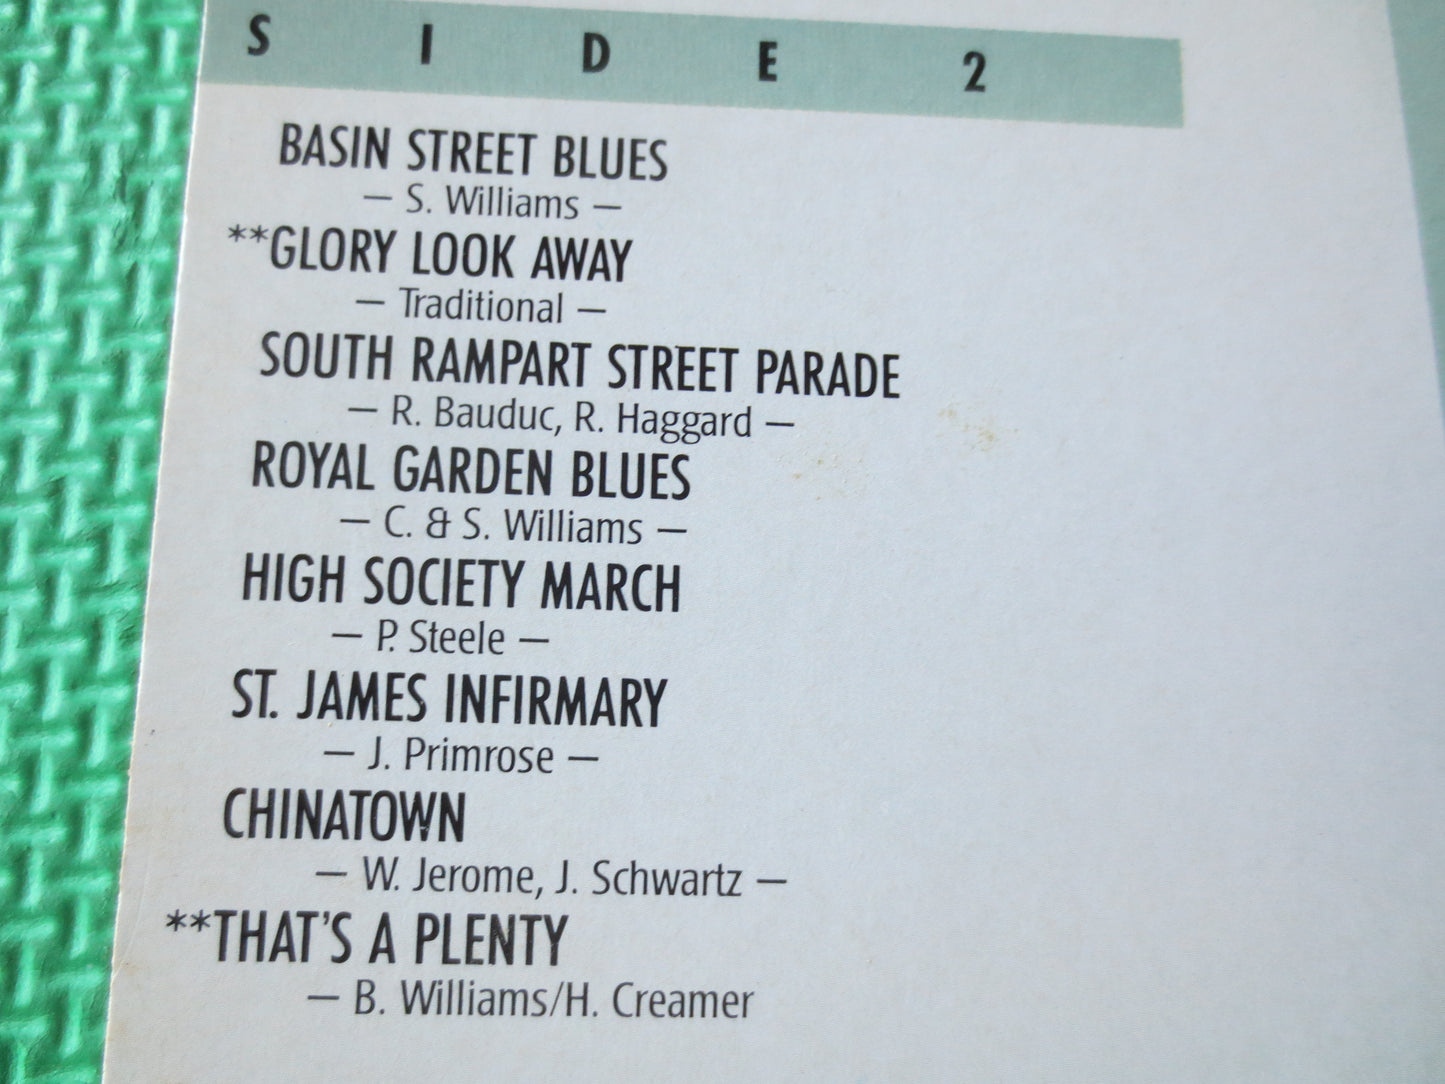 SIDE 2
BASIN STREET BLUES
— S. Williams —
**GLORY LOOK AWAY
— Traditional —
SOUTH RAMPART STREET PARADE
— R. Bauduc, R. Haggard —
ROYAL GARDEN BLUES
— C. & S. Williams —
HIGH SOCIETY MARCH
— P. Steele —
ST. JAMES INFIRMARY
— J. Primrose —
CHINATOWN
— W. Jerome, J. Schwartz —
**THAT'S A PLENTY
— B. Williams/H. Creamer